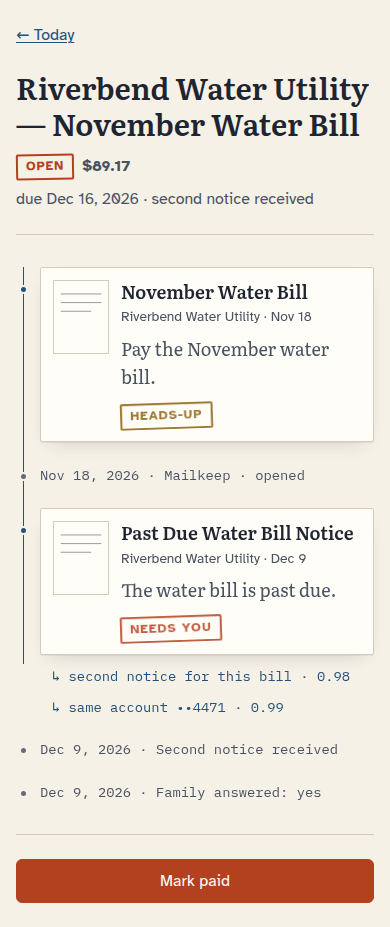 ← Today
Riverbend Water Utility
— November Water Bill
OPEN $89.17
due Dec 16, 2026 · second notice received
November Water Bill
Riverbend Water Utility · Nov 18
Pay the November water
bill.
HEADS-UP
Nov 18, 2026 · Mailkeep · opened
Past Due Water Bill Notice
Riverbend Water Utility · Dec 9
The water bill is past due.
NEEDS YOU
↳ second notice for this bill · 0.98
↳ same account ••4471 · 0.99
Dec 9, 2026 · Second notice received
Dec 9, 2026 · Family answered: yes
Mark paid